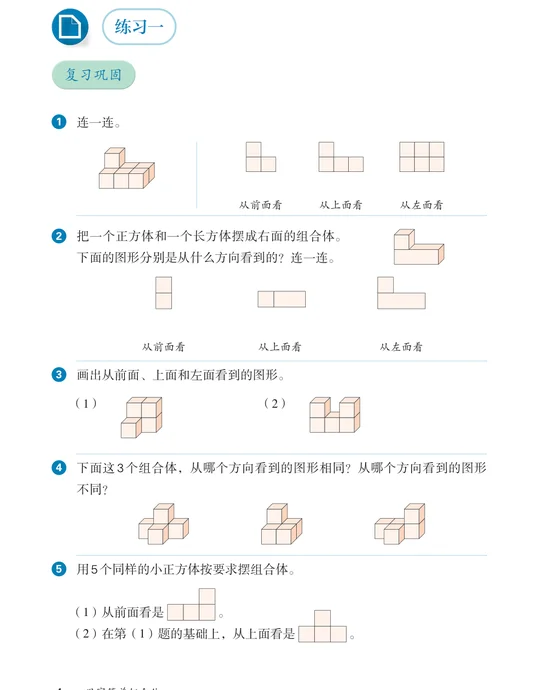 练习一
复习巩固
1 连一连。
从前面看 从上面看 从左面看
2 把一个正方体和一个长方体摆成右面的组合体。
下面的图形分别是从什么方向看到的？连一连。
从前面看 从上面看 从左面看
3 画出从前面、上面和左面看到的图形。
（1） （2）
4 下面这3个组合体，从哪个方向看到的图形相同？从哪个方向看到的图形
不同？
5 用5个同样的小正方体按要求摆组合体。
（1）从前面看是 。
（2）在第（1）题的基础上，从上面看是 。